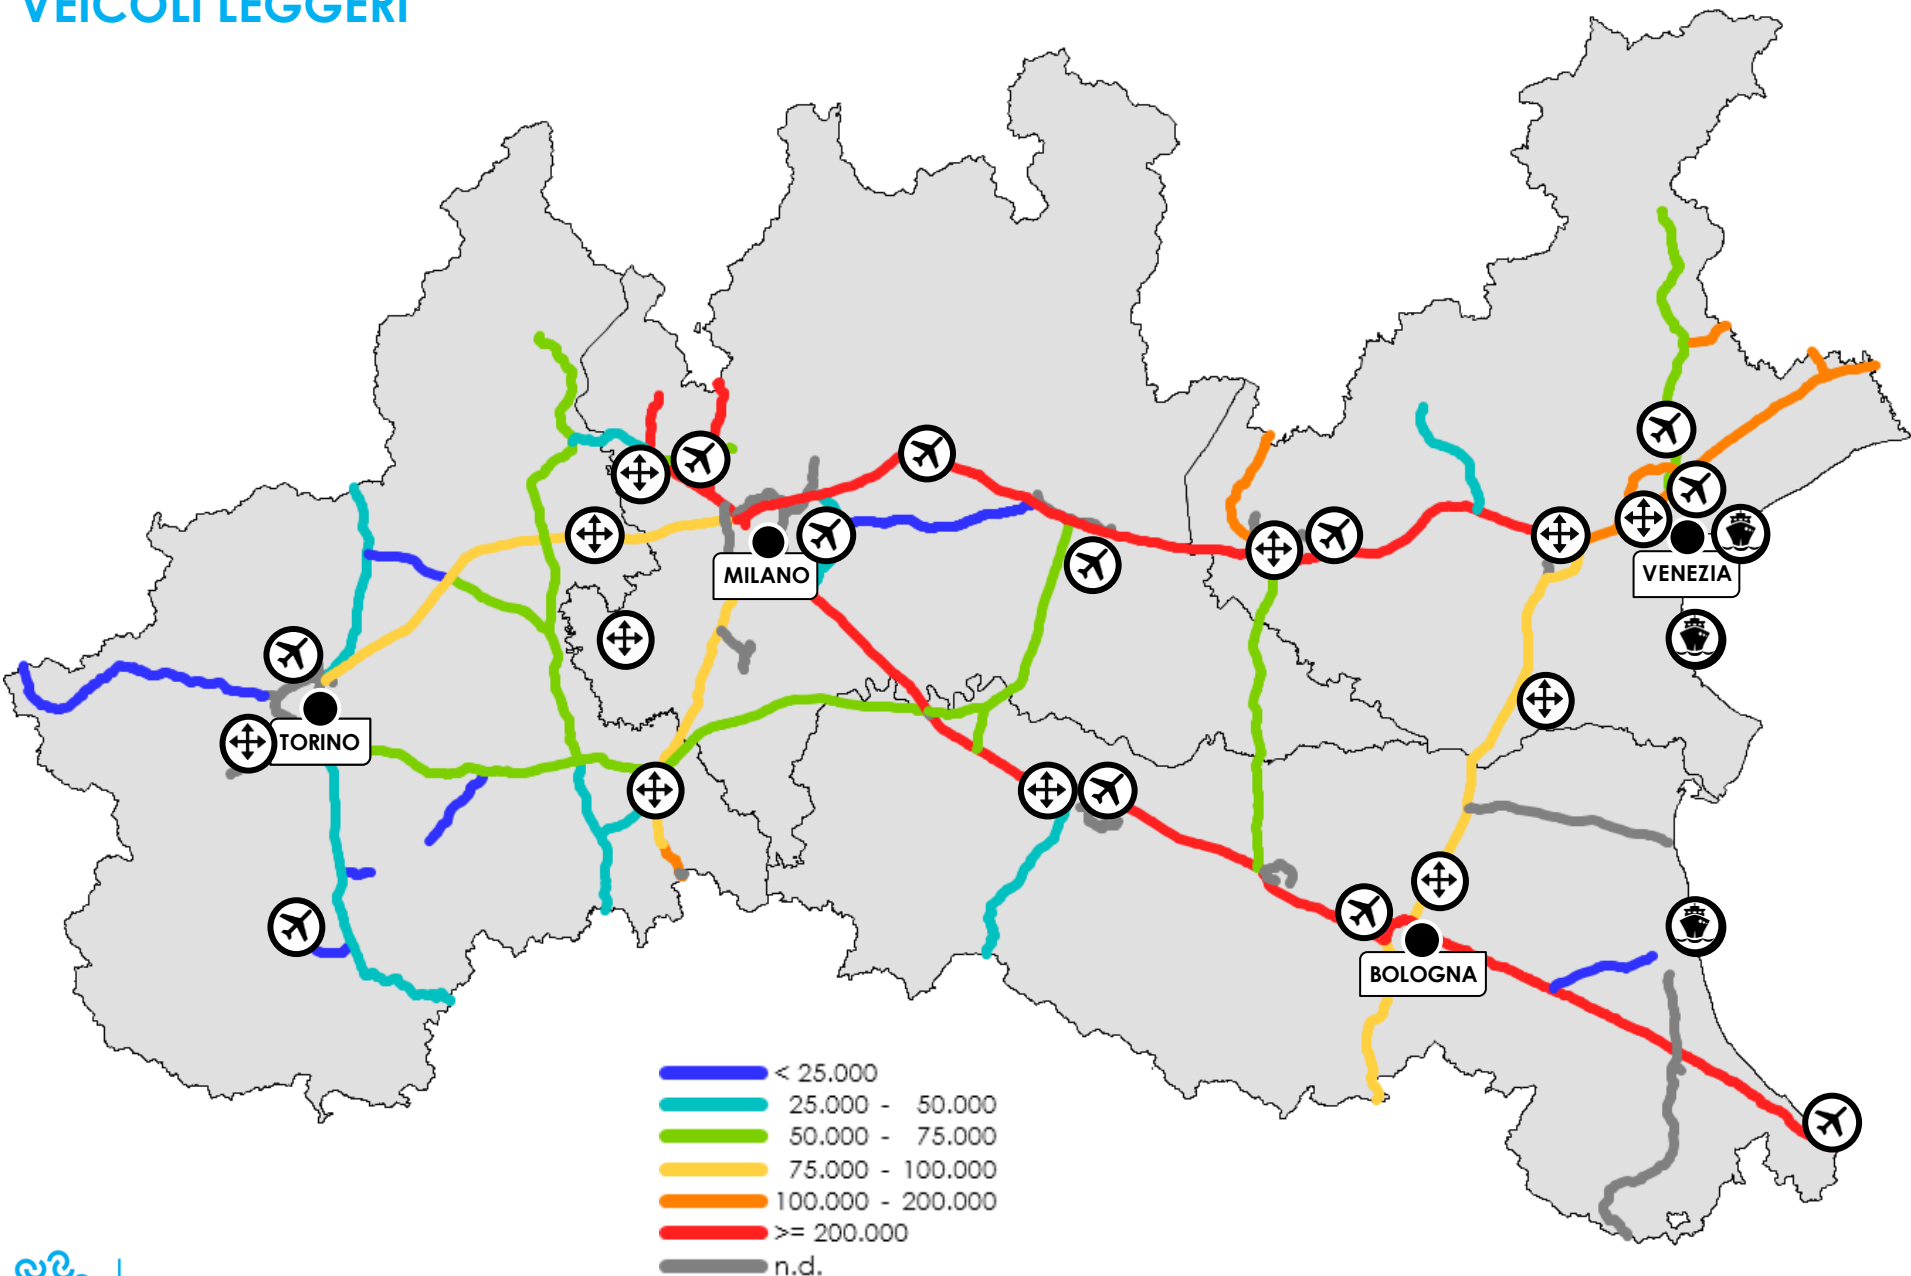 VEICOLI LEGGERI
MILANO
VENEZIA
TORINO
BOLOGNA
< 25.000
25.000 - 50.000
50.000 - 75.000
75.000 - 100.000
100.000 - 200.000
>= 200.000
n.d.